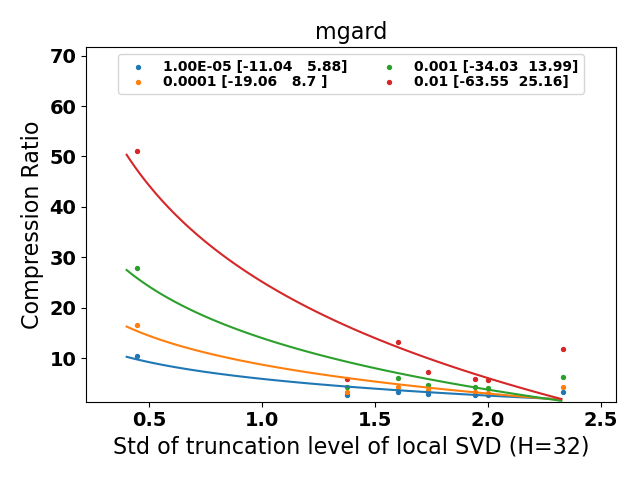 mgard
1.00E-05 [-11.04   5.88]
0.0001 [-19.06   8.7 ]
0.001 [-34.03  13.99]
0.01 [-63.55  25.16]
Compression Ratio
70
60
50
40
30
20
10
0.5 1.0 1.5 2.0 2.5
Std of truncation level of local SVD (H=32)